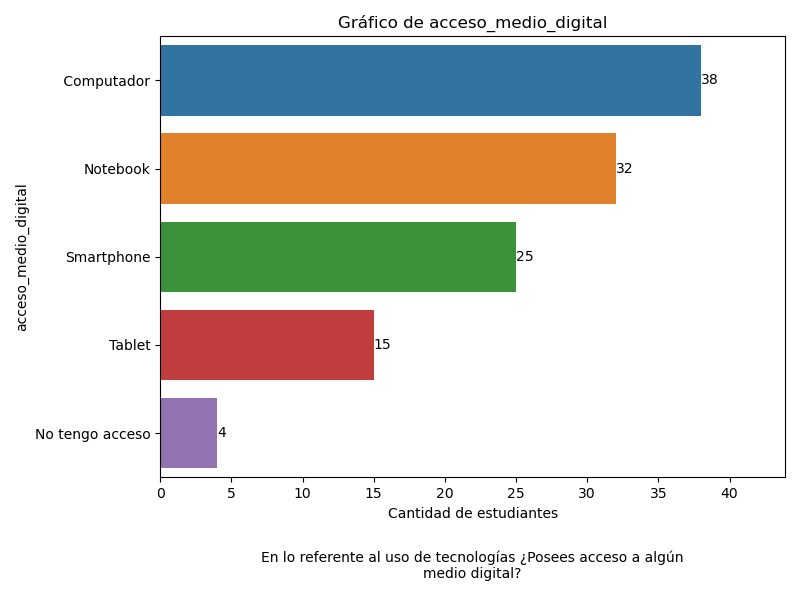 Gráfico de acceso_medio_digital
acceso_medio_digital
Computador
38
Notebook
32
Smartphone
25
Tablet
15
No tengo acceso
4
0 5 10 15 20 25 30 35 40
Cantidad de estudiantes
En lo referente al uso de tecnologías ¿Posees acceso a algún
medio digital?